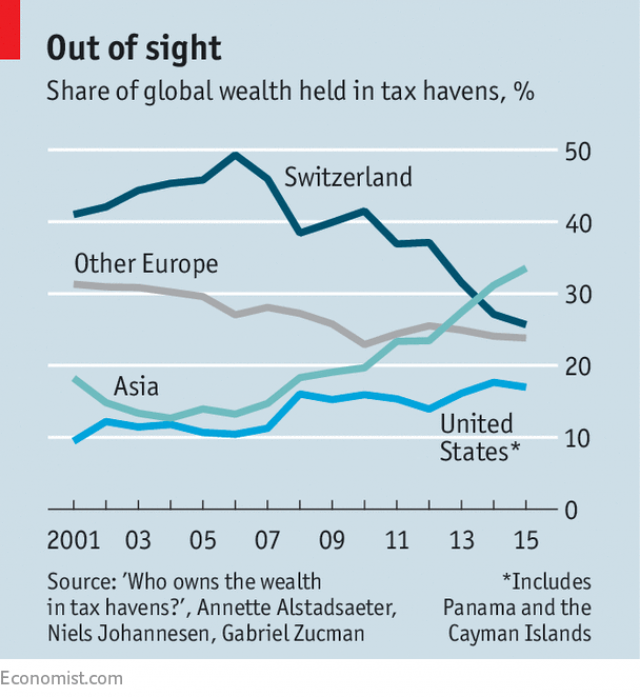 Out of sight
Share of global wealth held in tax havens, %
50
Switzerland
40
Other Europe
30
20
Asia
United
States*
10
0
2001 03 05 07 09 11 13 15
Source: 'Who owns the wealth
in tax havens?', Annette Alstadsaeter,
Niels Johannesen, Gabriel Zucman
*Includes
Panama and the
Cayman Islands
Economist.com